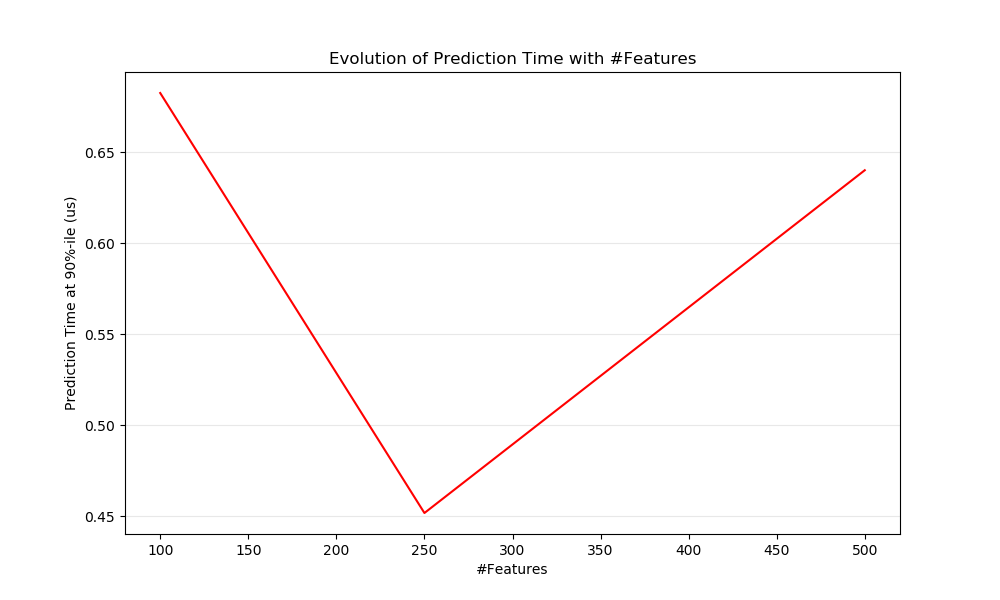 Evolution of Prediction Time with #Features
Prediction Time at 90%-ile (us)
0.65
0.60
0.55
0.50
0.45
100 150 200 250 300 350 400 450 500
#Features